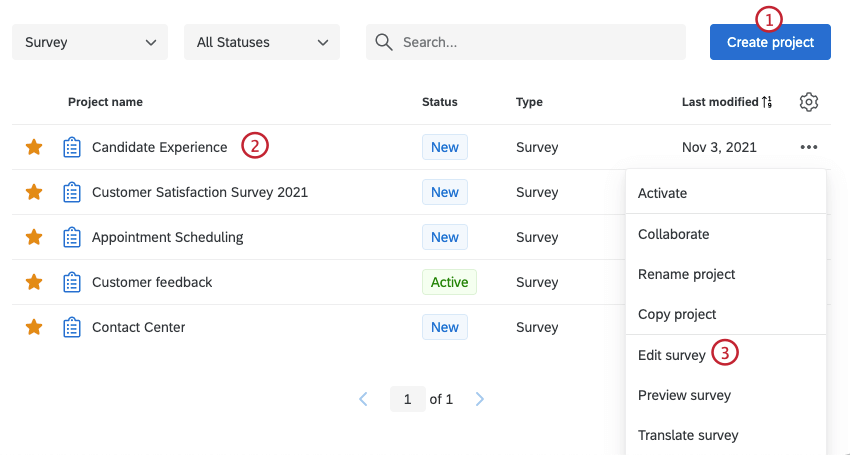 1
Survey All Statuses Search... Create project
Project name Status Type Last modified
Candidate Experience 2 New Survey Nov 3, 2021
Customer Satisfaction Survey 2021 New Survey
Activate
Appointment Scheduling New Survey
Collaborate
Rename project
Customer feedback Active Survey
Copy project
Contact Center New Survey
Edit survey 3
1 of 1
Preview survey
Translate survey